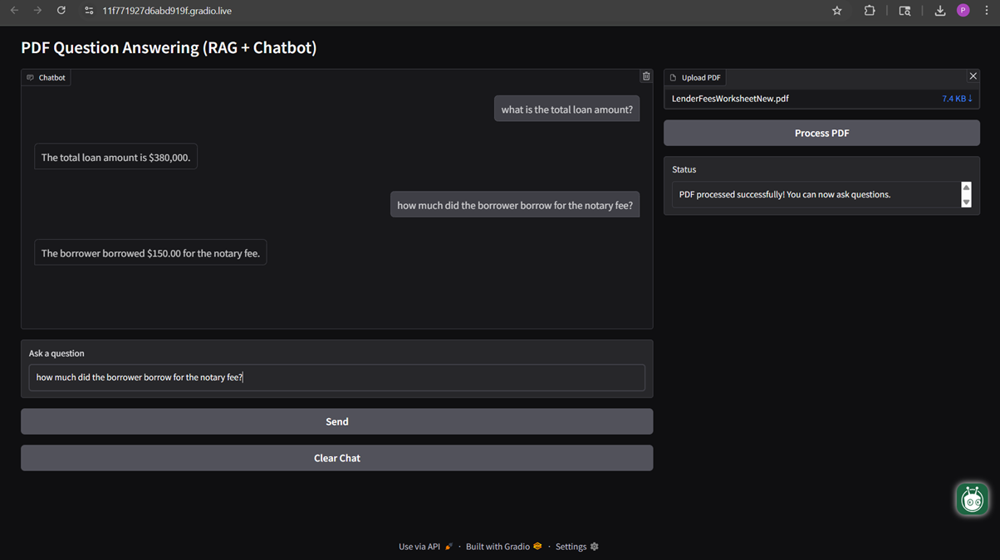 11f771927d6abd919f.gradio.live
P
PDF Question Answering (RAG + Chatbot)
Chatbot
what is the total loan amount?
The total loan amount is $380,000.
how much did the borrower borrow for the notary fee?
The borrower borrowed $150.00 for the notary fee.
Ask a question
how much did the borrower borrow for the notary fee?
Send
Clear Chat
Upload PDF
LenderFeesWorksheetNew.pdf 7.4 KB↓
Process PDF
Status
PDF processed successfully! You can now ask questions.
Use via API · Built with Gradio · Settings